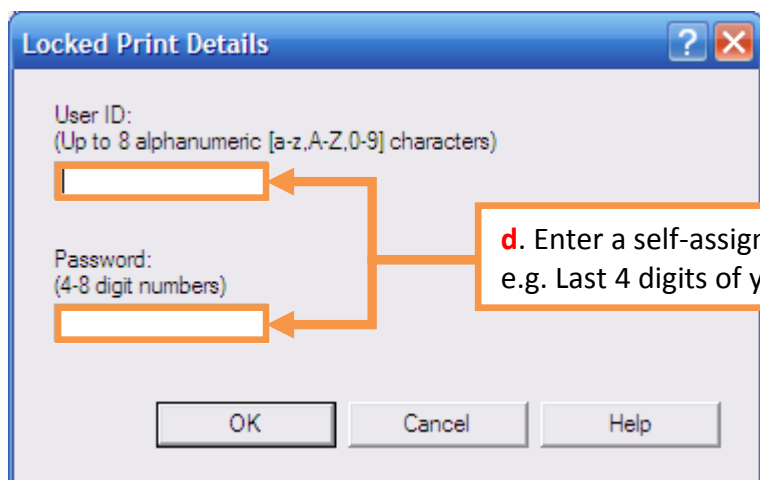 Locked Print Details
User ID:
(Up to 8 alphanumeric [a-z,A-Z,0-9] characters)
d. Enter a self-assign
e.g. Last 4 digits of y
Password:
(4-8 digit numbers)
OK Cancel Help